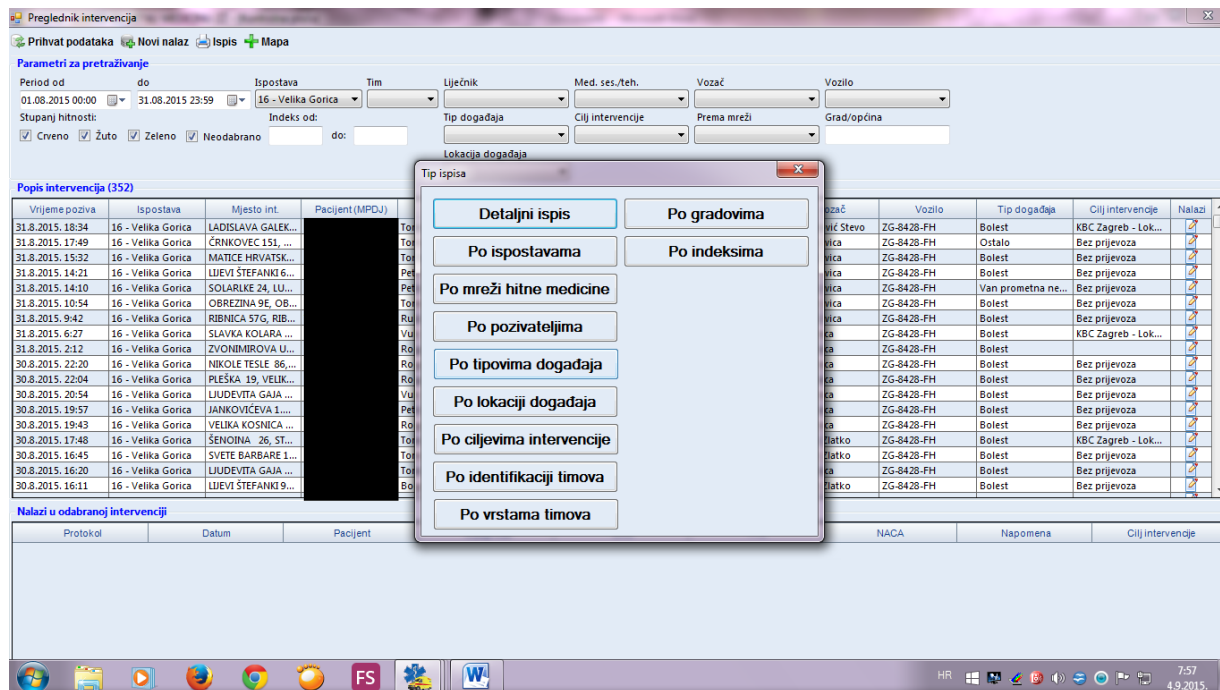 Preglednik intervencija
Prihvat podataka Novi nalaz Ispis Mapa
Parametri za pretraživanje
Period od do Ispostava Tim Liječnik Med. ses./teh. Vozač Vozilo
01.08.2015 00:00 31.08.2015 23:59 16 - Velika Gorica
Stupanj hitnosti: Indeks od: Tip događaja Cilj intervencije Prema mreži Grad/općina
Crveno Žuto Zeleno Neodabrano do:
Lokacija događaja
Tip ispisa
Detaljni ispis Po gradovima
Po ispostavama Po indeksima
Po mreži hitne medicine
Po pozivateljima
Po tipovima događaja
Po lokaciji događaja
Po ciljevima intervencije
Po identifikaciji timova
Po vrstama timova
Popis intervencija (352)
Vrijeme poziva Ispostava Mjesto int. Pacijent (MPDJ) Vozilo Tip događaja Cilj intervencije Nalazi
31.8.2015. 18:34 16 - Velika Gorica LADISLAVA GALEK... vić Stevo ZG-8428-FH Bolest KBC Zagreb - Lok...
31.8.2015. 17:49 16 - Velika Gorica ČRNKOVEC 151, ... vica ZG-8428-FH Ostalo Bez prijevoza
31.8.2015. 15:32 16 - Velika Gorica MATICE HRVATSK... vica ZG-8428-FH Bolest Bez prijevoza
31.8.2015. 14:21 16 - Velika Gorica LIJEVI ŠTEFANKI 6... vica ZG-8428-FH Bolest Bez prijevoza
31.8.2015. 14:10 16 - Velika Gorica SOLARLKE 24, LU... vica ZG-8428-FH Van prometna ne... Bez prijevoza
31.8.2015. 10:54 16 - Velika Gorica OBREZINA 9E, OB... vica ZG-8428-FH Bolest Bez prijevoza
31.8.2015. 9:42 16 - Velika Gorica RIBNICA 57G, RIB... vica ZG-8428-FH Bolest Bez prijevoza
31.8.2015. 6:27 16 - Velika Gorica SLAVKA KOLARA ... ca ZG-8428-FH Bolest KBC Zagreb - Lok...
31.8.2015. 2:12 16 - Velika Gorica ZVONIMIROVA U... ca ZG-8428-FH Bolest
30.8.2015. 22:20 16 - Velika Gorica NIKOLE TESLE 86,... ca ZG-8428-FH Bolest Bez prijevoza
30.8.2015. 22:04 16 - Velika Gorica PLEŠKA 19, VELIK... ca ZG-8428-FH Bolest Bez prijevoza
30.8.2015. 20:54 16 - Velika Gorica LJUDEVITA GAJA ... ca ZG-8428-FH Bolest Bez prijevoza
30.8.2015. 19:57 16 - Velika Gorica JANKOVIĆEVA 1.... ca ZG-8428-FH Bolest Bez prijevoza
30.8.2015. 19:43 16 - Velika Gorica VELIKA KOSNICA ... ca ZG-8428-FH Bolest Bez prijevoza
30.8.2015. 17:48 16 - Velika Gorica ŠENOINA 26, ST... Zlatko ZG-8428-FH Bolest KBC Zagreb - Lok...
30.8.2015. 16:45 16 - Velika Gorica SVETE BARBARE 1... Zlatko ZG-8428-FH Bolest Bez prijevoza
30.8.2015. 16:20 16 - Velika Gorica LJUDEVITA GAJA ... ca ZG-8428-FH Bolest Bez prijevoza
30.8.2015. 16:11 16 - Velika Gorica LIJEVI ŠTEFANKI 9... Zlatko ZG-8428-FH Bolest Bez prijevoza
Nalazi u odabranoj intervenciji
Protokol Datum Pacijent NACA Napomena Cilj intervencije
FS W HR 7:57
4.9.2015.